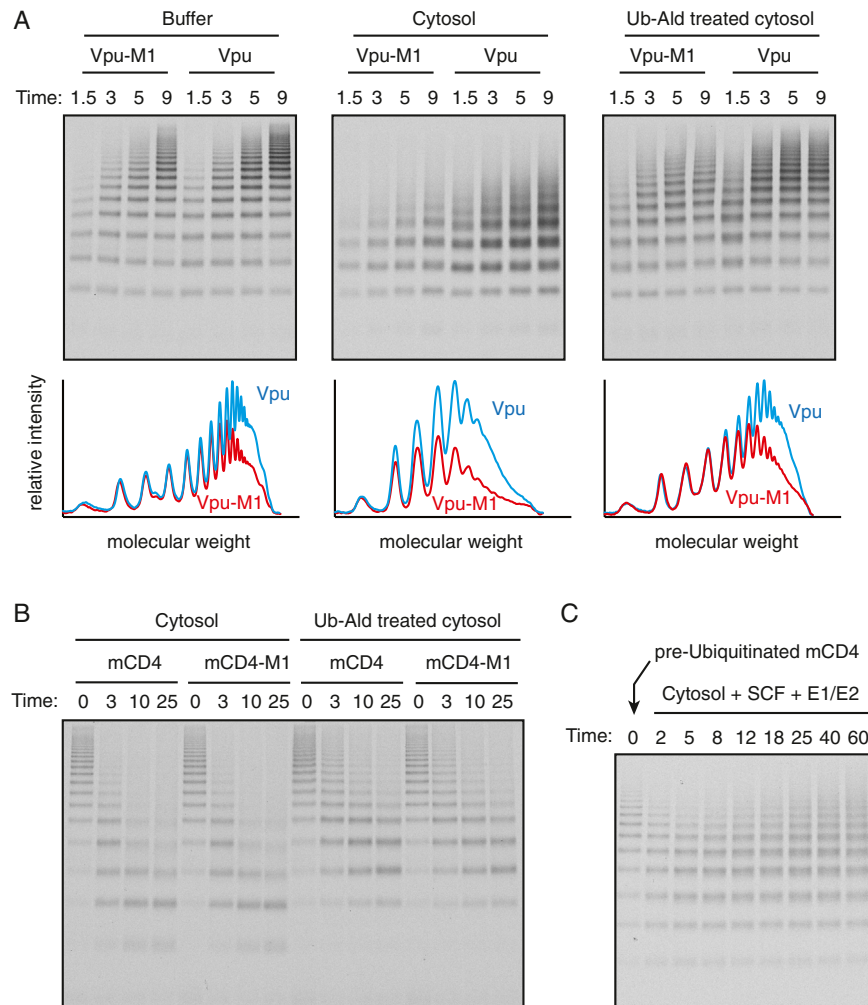 A
Buffer Cytosol Ub-Ald treated cytosol
Vpu-M1 Vpu Vpu-M1 Vpu Vpu-M1 Vpu
Time: 1.5 3 5 9 1.5 3 5 9 1.5 3 5 9 1.5 3 5 9 1.5 3 5 9 1.5 3 5 9
relative intensity
Vpu Vpu Vpu
Vpu-M1 Vpu-M1 Vpu-M1
molecular weight molecular weight molecular weight
B
Cytosol Ub-Ald treated cytosol
mCD4 mCD4-M1 mCD4 mCD4-M1
Time: 0 3 10 25 0 3 10 25 0 3 10 25 0 3 10 25
C
pre-Ubiquitinated mCD4
Cytosol + SCF + E1/E2
Time: 0 2 5 8 12 18 25 40 60